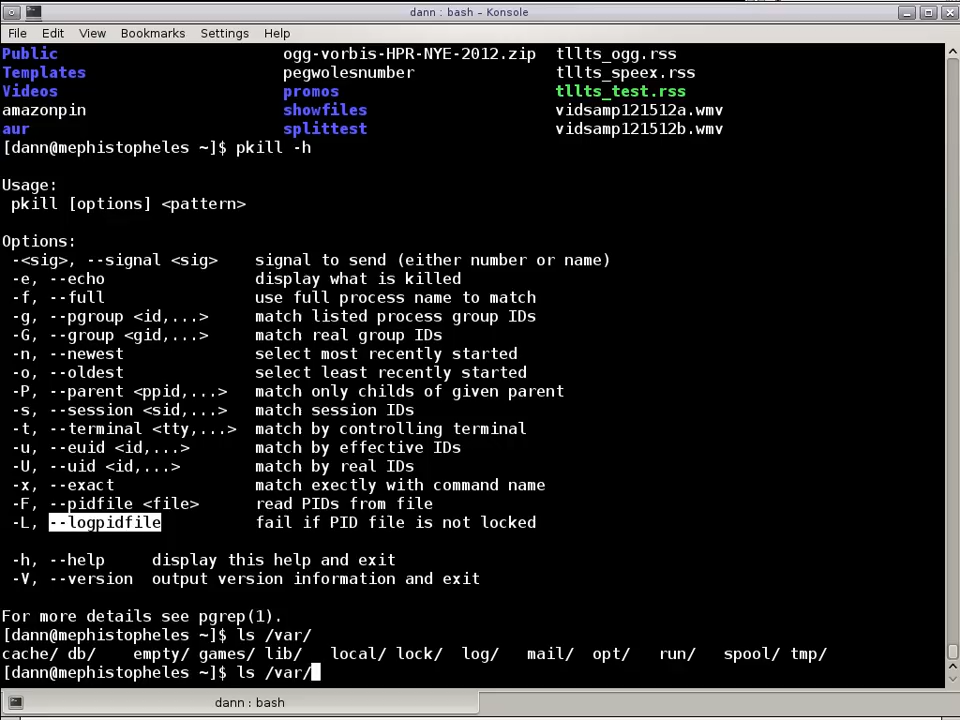 dann : bash - Konsole
File Edit View Bookmarks Settings Help
Public ogg-vorbis-HPR-NYE-2012.zip tllts_ogg.rss
Templates pegwolesnumber tllts_speex.rss
Videos promos tllts_test.rss
amazonpin showfiles vidsamp121512a.wmv
aur splittest vidsamp121512b.wmv
[dann@mephistopheles ~]$ pkill -h
Usage:
pkill [options] <pattern>
Options:
-<sig>, --signal <sig> signal to send (either number or name)
-e, --echo display what is killed
-f, --full use full process name to match
-g, --pgroup <id,...> match listed process group IDs
-G, --group <gid,...> match real group IDs
-n, --newest select most recently started
-o, --oldest select least recently started
-P, --parent <ppid,...> match only childs of given parent
-s, --session <sid,...> match session IDs
-t, --terminal <tty,...> match by controlling terminal
-u, --euid <id,...> match by effective IDs
-U, --uid <id,...> match by real IDs
-x, --exact match exectly with command name
-F, --pidfile <file> read PIDs from file
-L, --logpidfile fail if PID file is not locked
-h, --help display this help and exit
-V, --version output version information and exit
For more details see pgrep(1).
[dann@mephistopheles ~]$ ls /var/
cache/ db/ empty/ games/ lib/ local/ lock/ log/ mail/ opt/ run/ spool/ tmp/
[dann@mephistopheles ~]$ ls /var/
dann : bash